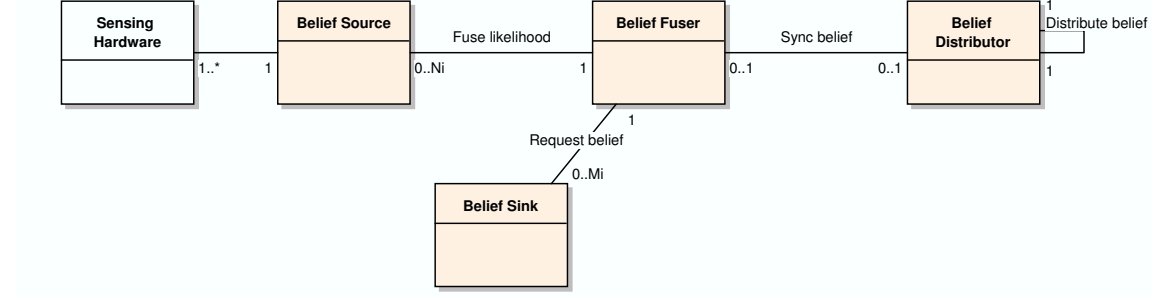 1
Sensing
Hardware
Belief Source
Belief Fuser
Belief
Distributor
Distribute belief
Fuse likelihood
Sync belief
1..*
1
0..Ni
1
0..1
0..1
1
1
Request belief
0..Mi
Belief Sink